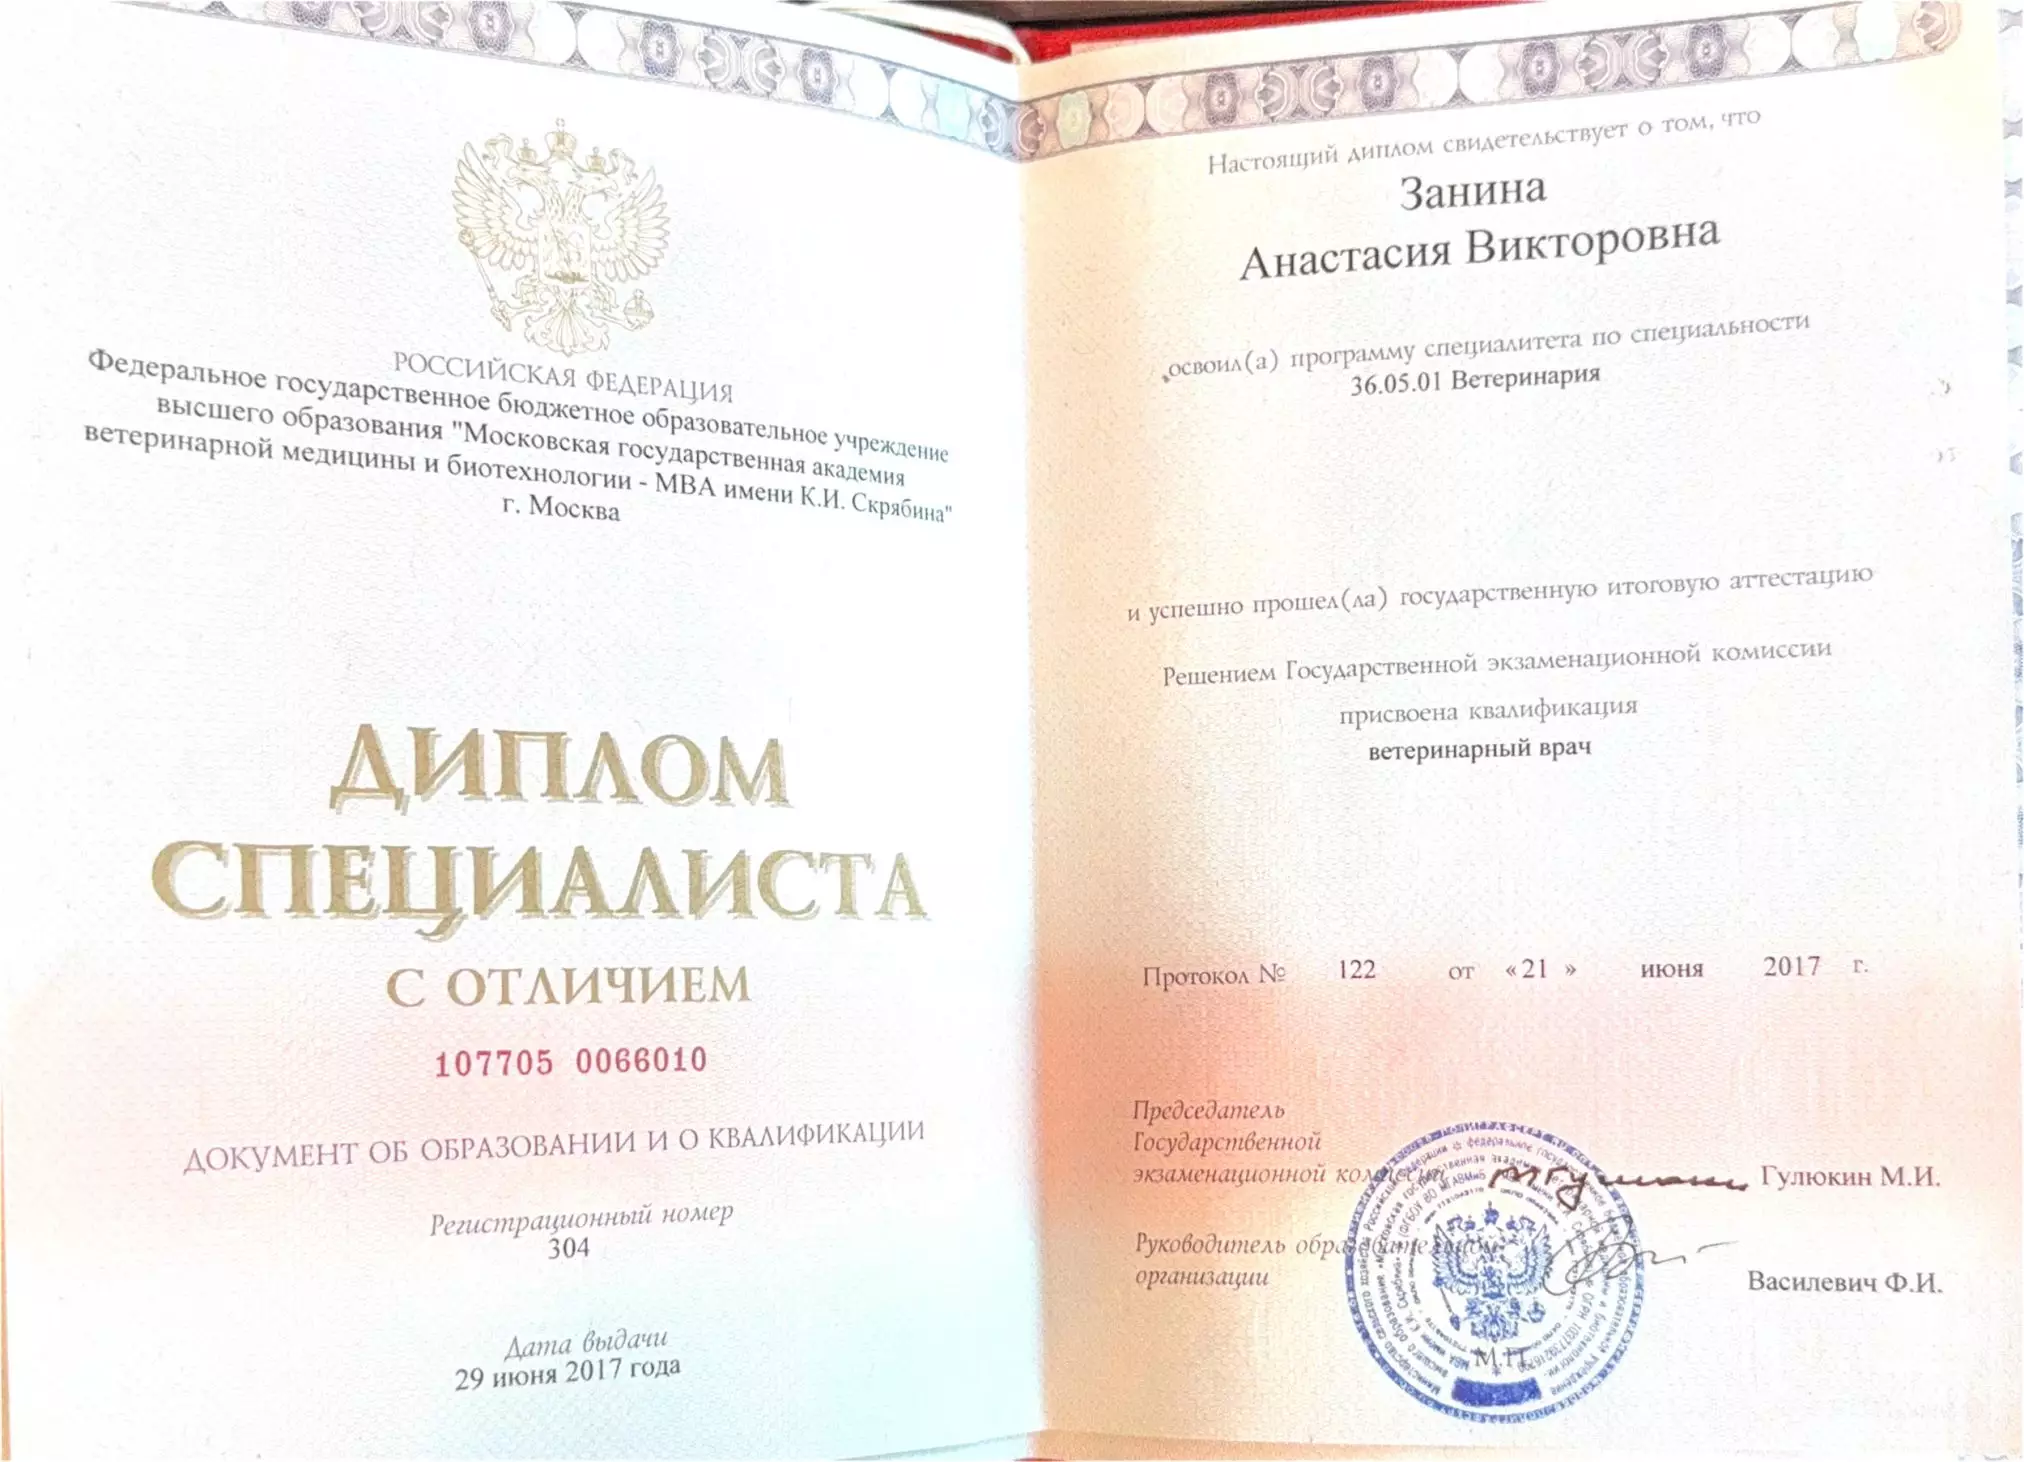 РОССИЙСКАЯ ФЕДЕРАЦИЯ
Федеральное государственное бюджетное образовательное учреждение
высшего образования "Московская государственная академия
ветеринарной медицины и биотехнологии - МВА имени К.И. Скрябина"
г. Москва
ДИПЛОМ
СПЕЦИАЛИСТА
С ОТЛИЧИЕМ
107705 0066010
ДОКУМЕНТ ОБ ОБРАЗОВАНИИ И О КВАЛИФИКАЦИИ
Регистрационный номер
304
Дата выдачи
29 июня 2017 года
Настоящий диплом свидетельствует о том, что
Занина
Анастасия Викторовна
освоил(а) программу специалитета по специальности
36.05.01 Ветеринария
и успешно прошел(ла) государственную итоговую аттестацию
Решением Государственной экзаменационной комиссии
присвоена квалификация
ветеринарный врач
Протокол № 122 от «21 » июня 2017 г.
Председатель
Государственной
экзаменационной комиссии Гулюкин М.И.
Руководитель образовательной
организации Василевич Ф.И.
М.П.